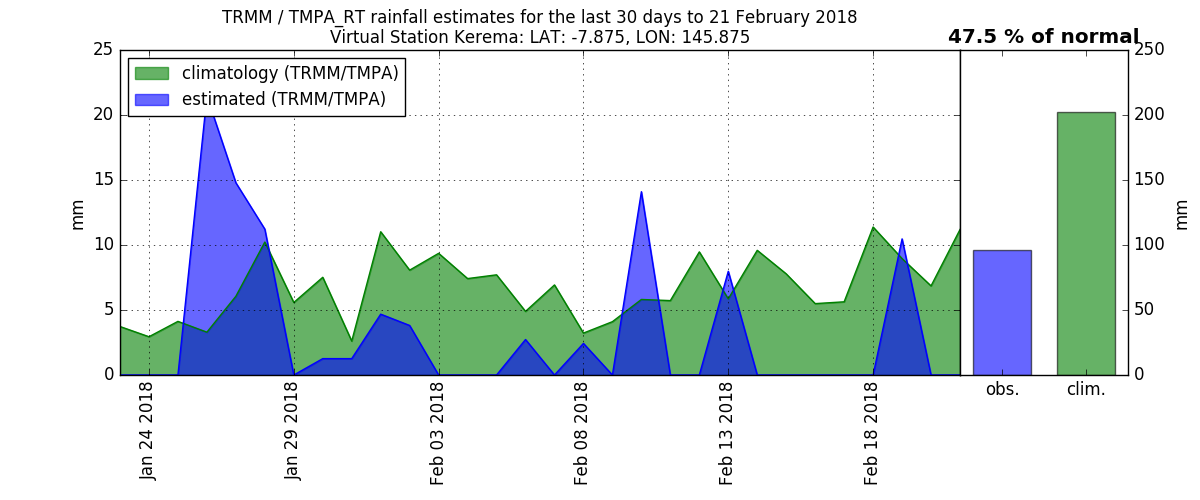 TRMM / TMPA_RT rainfall estimates for the last 30 days to 21 February 2018
Virtual Station Kerema: LAT: -7.875, LON: 145.875
47.5 % of normal
climatology (TRMM/TMPA)
estimated (TRMM/TMPA)
25
20
15
10
5
0
mm
Jan 24 2018
Jan 29 2018
Feb 03 2018
Feb 08 2018
Feb 13 2018
Feb 18 2018
250
200
150
100
50
0
mm
obs.
clim.